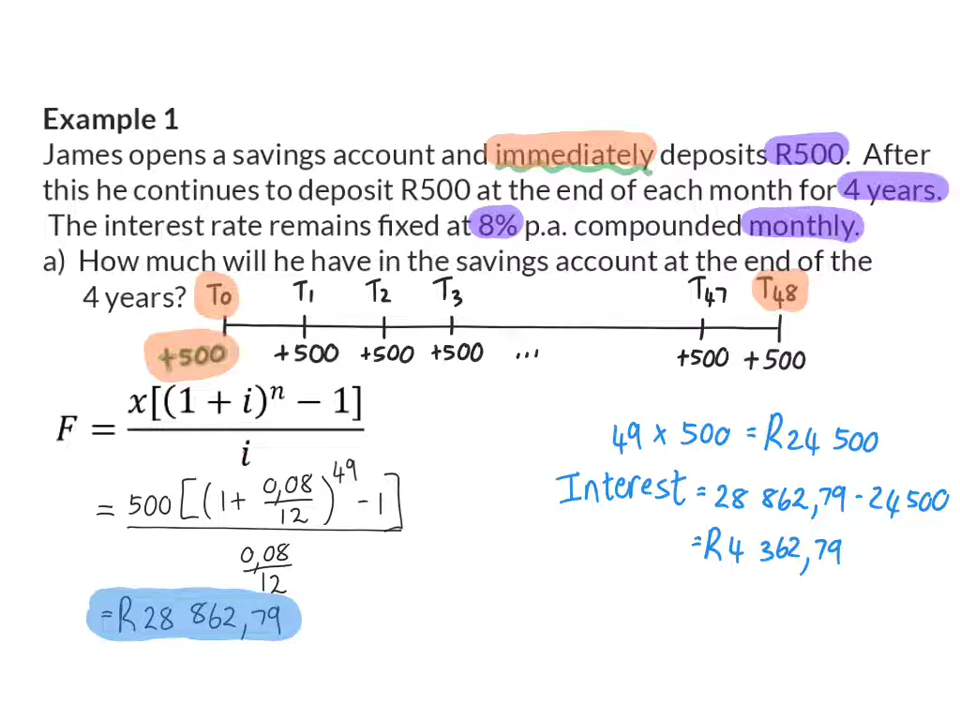 Example 1
James opens a savings account and immediately deposits R500. After
this he continues to deposit R500 at the end of each month for 4 years.
The interest rate remains fixed at 8% p.a. compounded monthly.
a) How much will he have in the savings account at the end of the
4 years?
T0 T1 T2 T3 T47 T48
+500 +500 +500 +500 ... +500 +500
F = x[(1 + i)^n − 1] / i
= 500 [(1 + 0,08/12)^49 - 1] / (0,08/12)
= R28 862,79
49 x 500 = R24 500
Interest = 28 862,79 - 24500
= R4 362,79